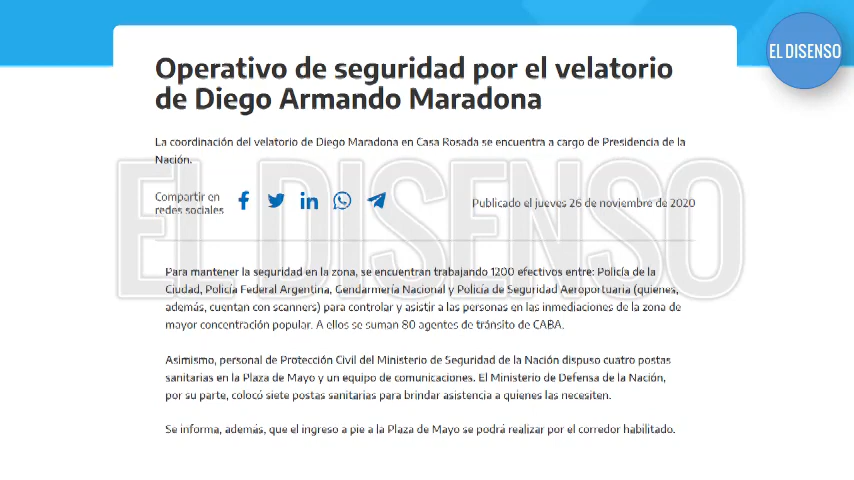 EL DISENSO
Operativo de seguridad por el velatorio
de Diego Armando Maradona
La coordinación del velatorio de Diego Maradona en Casa Rosada se encuentra a cargo de Presidencia de la
Nación.
Compartir en
redes sociales
Publicado el jueves 26 de noviembre de 2020
EL DISENSO
Para mantener la seguridad en la zona, se encuentran trabajando 1200 efectivos entre: Policía de la
Ciudad, Policía Federal Argentina, Gendarmería Nacional y Policía de Seguridad Aeroportuaria (quienes,
además, cuentan con scanners) para controlar y asistir a las personas en las inmediaciones de la zona de
mayor concentración popular. A ellos se suman 80 agentes de tránsito de CABA.
Asimismo, personal de Protección Civil del Ministerio de Seguridad de la Nación dispuso cuatro postas
sanitarias en la Plaza de Mayo y un equipo de comunicaciones. El Ministerio de Defensa de la Nación,
por su parte, colocó siete postas sanitarias para brindar asistencia a quienes las necesiten.
Se informa, además, que el ingreso a pie a la Plaza de Mayo se podrá realizar por el corredor habilitado.